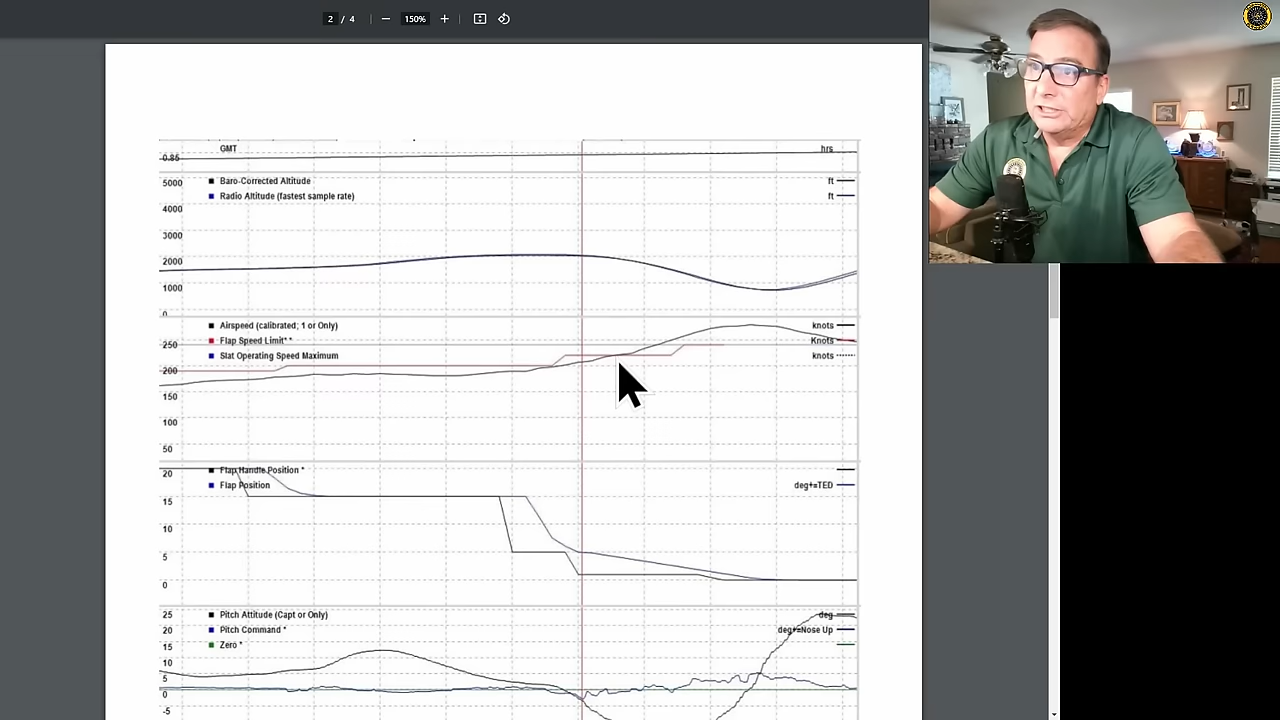 2 / 4
150%
GMT
hrs
0.85
5000
Baro-Corrected Altitude
ft
Radio Altitude (fastest sample rate)
ft
4000
3000
2000
1000
0
Airspeed (calibrated; 1 or Only)
knots
250
Flap Speed Limit**
Knots
Slat Operating Speed Maximum
knots
200
150
100
50
20
Flap Handle Position *
Flap Position
deg+=TED
15
10
5
0
25
Pitch Attitude (Capt or Only)
deg
20
Pitch Command *
deg+=Nose Up
15
Zero *
10
5
0
-5